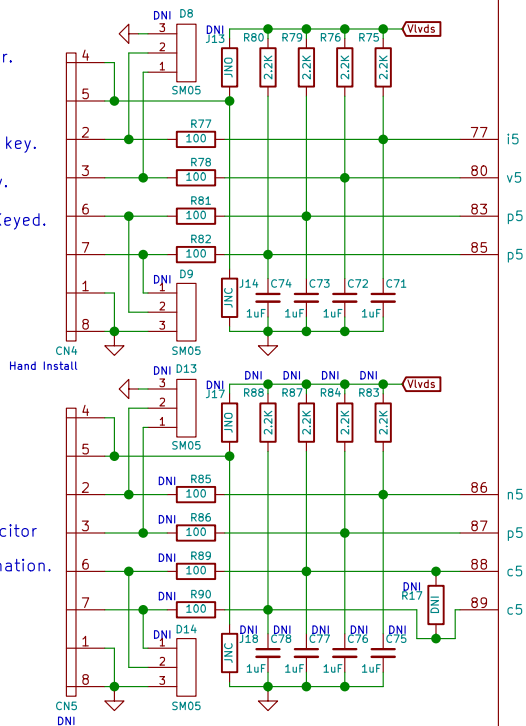 r.
key.
y.
Keyed.
citor
nation.
DNI D8
3
2
1
SM05
DNI
J13
JNO
R80 R79 R76 R75
2.2K 2.2K 2.2K 2.2K
Vlvds
4
5
2
3
6
7
1
8
CN4
Hand Install
R77
100
R78
100
R81
100
R82
100
77 i5
80 v5
83 p5
85 p5
DNI D9
1
2
3
SM05
J14 C74 C73 C72 C71
JNC
1uF 1uF 1uF 1uF
DNI D13
3
2
1
SM05
DNI DNI DNI DNI DNI
J17 R88 R87 R84 R83
JNO
2.2K 2.2K 2.2K 2.2K
Vlvds
4
5
2
3
6
7
1
8
CN5
DNI
DNI R85
100
DNI R86
100
DNI R89
100
DNI R90
100
86 n5
87 p5
88 c5
89 c5
DNI
R17
DNI
DNI D14
1
2
3
SM05
DNI DNI DNI DNI
J18 C78 C77 C76 C75
JNC
1uF 1uF 1uF 1uF